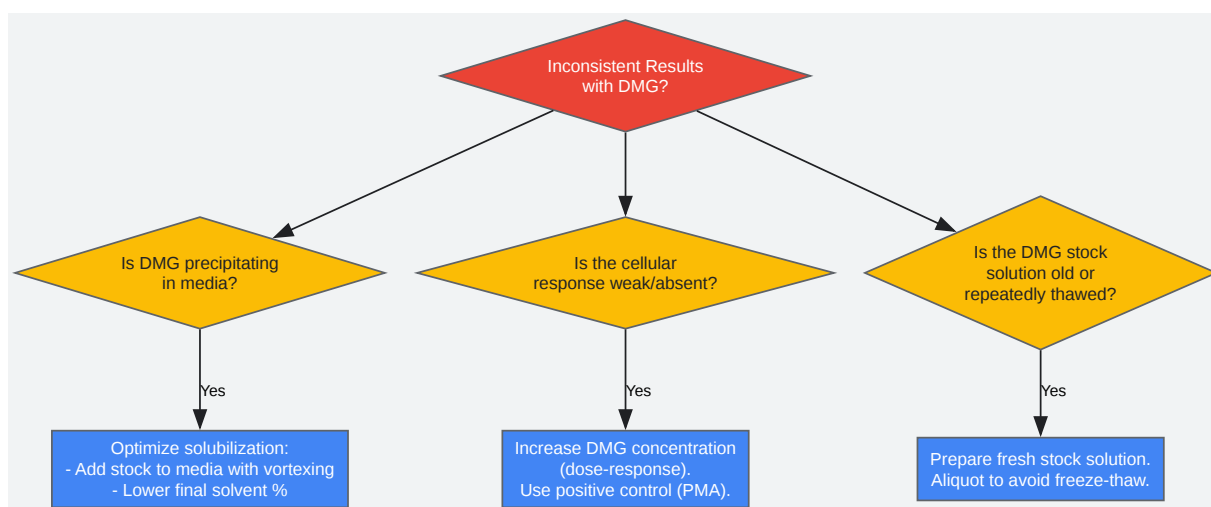 Inconsistent Results
with DMG?
Is DMG precipitating
in media?
Is the cellular
response weak/absent?
Is the DMG stock
solution old or
repeatedly thawed?
Yes
Yes
Yes
Optimize solubilization:
- Add stock to media with vortexing
- Lower final solvent %
Increase DMG concentration
(dose-response).
Use positive control (PMA).
Prepare fresh stock solution.
Aliquot to avoid freeze-thaw.